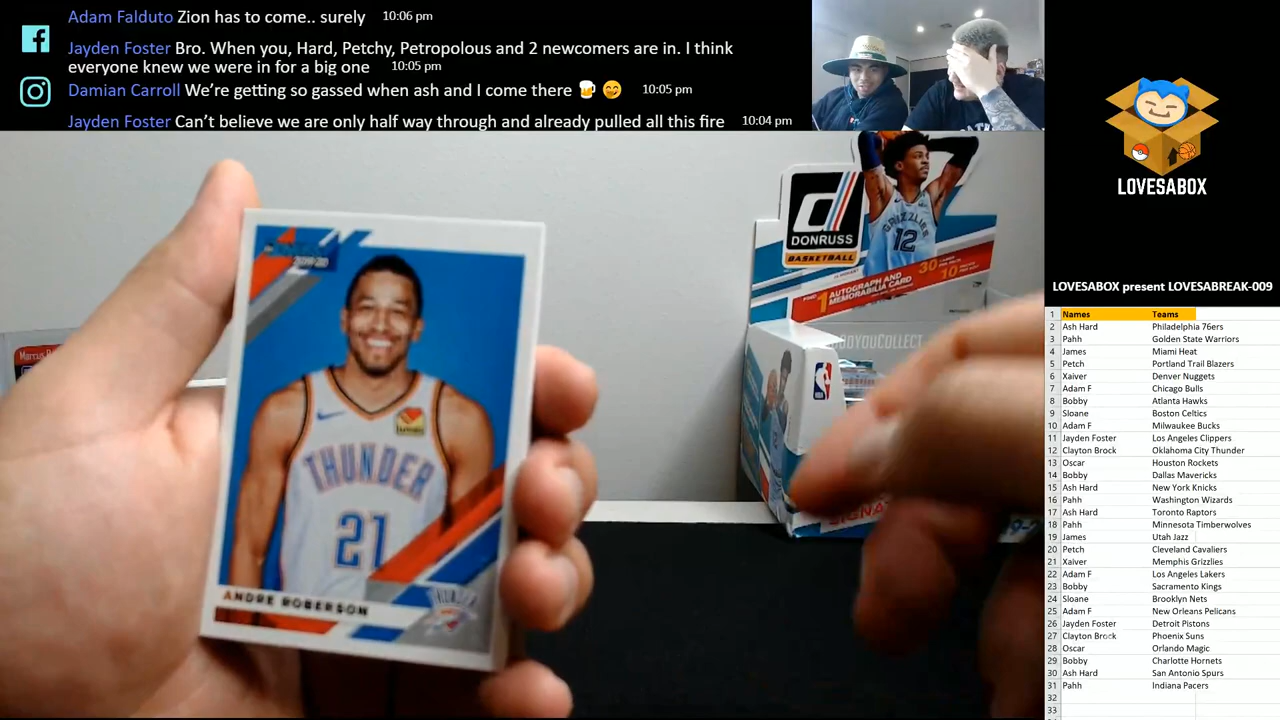 Adam Falduto Zion has to come.. surely 10:06 pm
Jayden Foster Bro. When you, Hard, Petchy, Petropolous and 2 newcomers are in. I think
everyone knew we were in for a big one 10:05 pm
Damian Carroll We're getting so gassed when ash and I come there 🍺 🤭 10:05 pm
Jayden Foster Can't believe we are only half way through and already pulled all this fire 10:04 pm
LOVESABOX
LOVESABOX present LOVESABREAK-009
1 Names Teams
2 Ash Hard Philadelphia 76ers
3 Pahh Golden State Warriors
4 James Miami Heat
5 Petch Portland Trail Blazers
6 Xaiver Denver Nuggets
7 Adam F Chicago Bulls
8 Bobby Atlanta Hawks
9 Sloane Boston Celtics
10 Adam F Milwaukee Bucks
11 Jayden Foster Los Angeles Clippers
12 Clayton Brock Oklahoma City Thunder
13 Oscar Houston Rockets
14 Bobby Dallas Mavericks
15 Ash Hard New York Knicks
16 Pahh Washington Wizards
17 Ash Hard Toronto Raptors
18 Pahh Minnesota Timberwolves
19 James Utah Jazz
20 Petch Cleveland Cavaliers
21 Xaiver Memphis Grizzlies
22 Adam F Los Angeles Lakers
23 Bobby Sacramento Kings
24 Sloane Brooklyn Nets
25 Adam F New Orleans Pelicans
26 Jayden Foster Detroit Pistons
27 Clayton Brock Phoenix Suns
28 Oscar Orlando Magic
29 Bobby Charlotte Hornets
30 Ash Hard San Antonio Spurs
31 Pahh Indiana Pacers
32
33
THUNDER
21
ANDRE ROBERSON
DONRUSS
BASKETBALL
GRIZZLIES
12
1 AUTOGRAPH AND
MEMORABILIA CARD
30
10
NBA